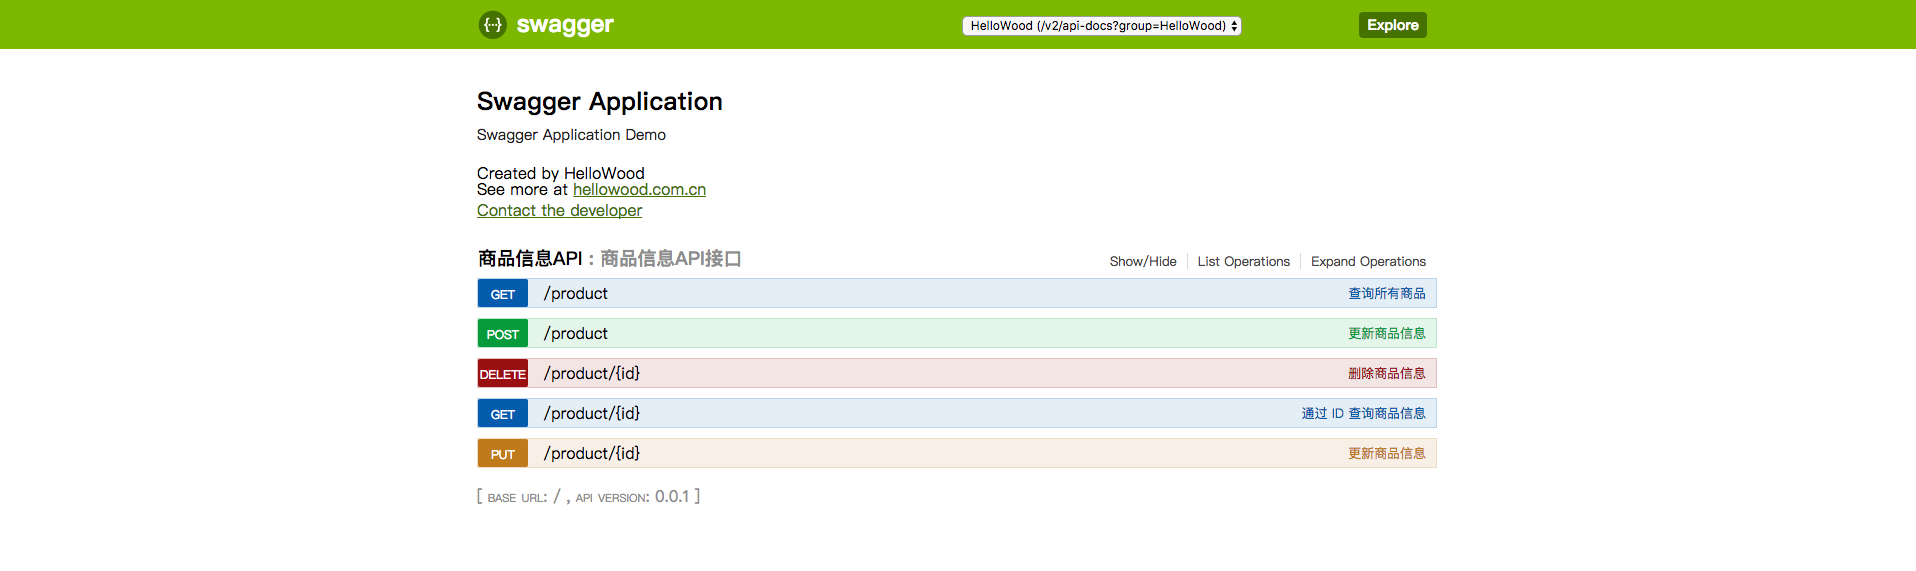 {···} swagger HelloWood (/v2/api-docs?group=HelloWood) Explore
Swagger Application
Swagger Application Demo
Created by HelloWood
See more at hellowood.com.cn
Contact the developer
商品信息API : 商品信息API接口 Show/Hide List Operations Expand Operations
GET /product 查询所有商品
POST /product 更新商品信息
DELETE /product/{id} 删除商品信息
GET /product/{id} 通过 ID 查询商品信息
PUT /product/{id} 更新商品信息
[ BASE URL: / , API VERSION: 0.0.1 ]